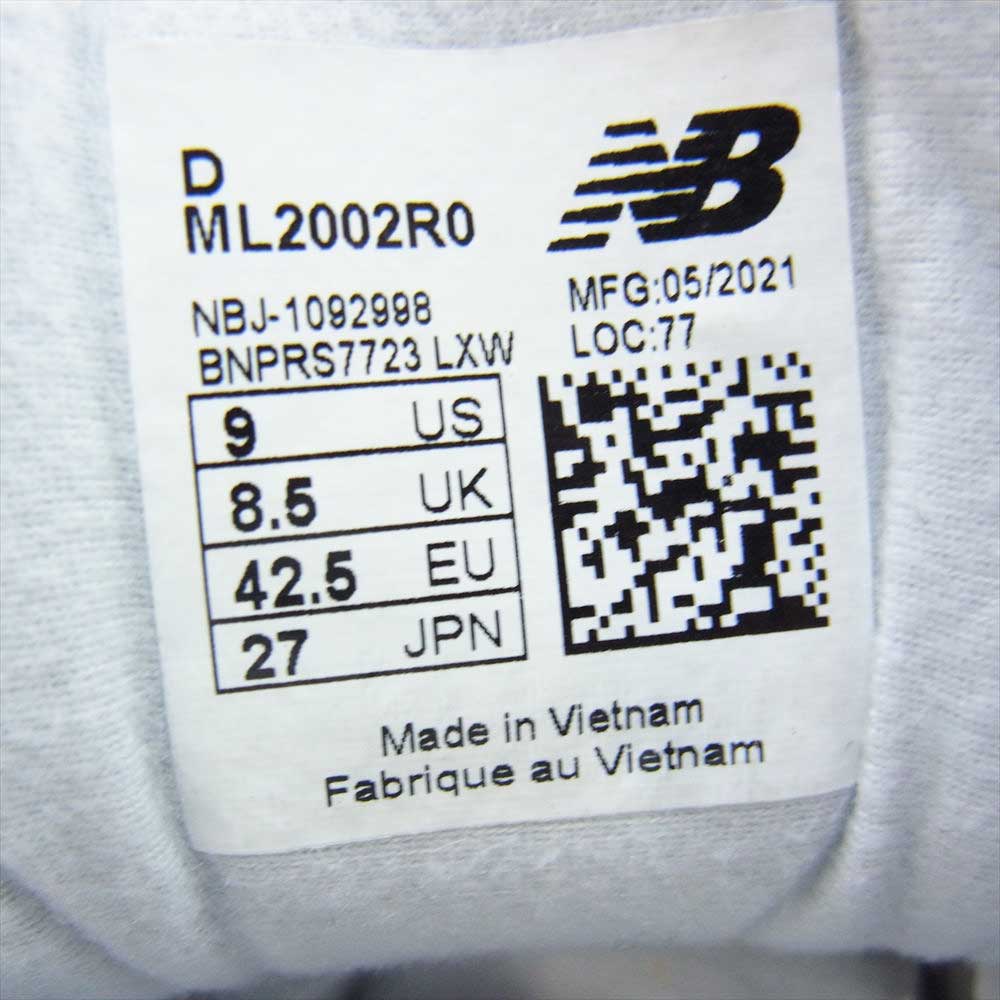 D
ML2002R0
NB
NBJ-1092998
BNPRS7723 LXW
MFG:05/2021
LOC:77
9 US
8.5 UK
42.5 EU
27 JPN
Made in Vietnam
Fabrique au Vietnam